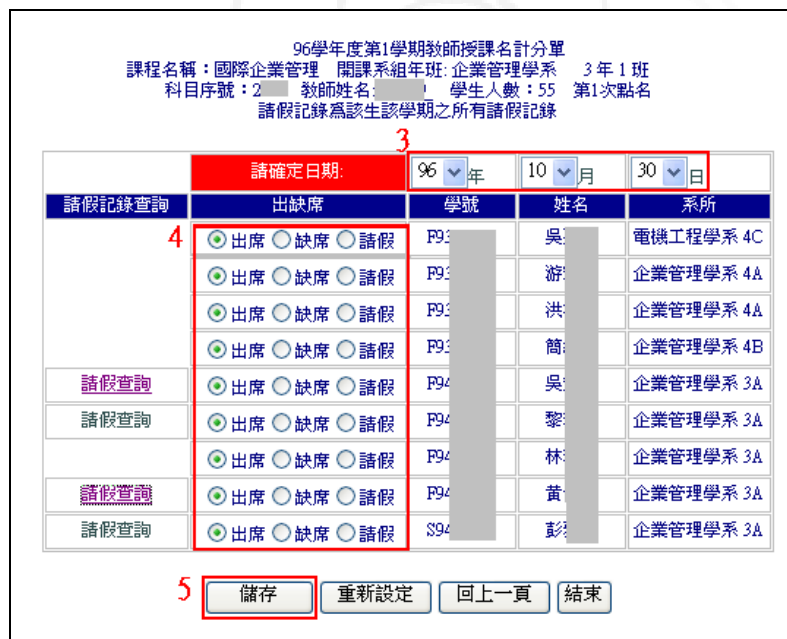 96學年度第1學期教師授課名計分單
課程名稱：國際企業管理 開課系組年班: 企業管理學系 3 年 1 班
科目序號：2 教師姓名: 學生人數：55 第1次點名
請假記錄為該生該學期之所有請假記錄
3
請確定日期: 96 年 10 月 30 日
請假記錄查詢 出缺席 學號 姓名 系所
4 出席 缺席 請假 F93 吳 電機工程學系 4C
出席 缺席 請假 F93 游 企業管理學系 4A
出席 缺席 請假 F93 洪 企業管理學系 4A
出席 缺席 請假 F93 簡 企業管理學系 4B
請假查詢 出席 缺席 請假 F94 吳 企業管理學系 3A
請假查詢 出席 缺席 請假 F94 黎 企業管理學系 3A
出席 缺席 請假 F94 林 企業管理學系 3A
請假查詢 出席 缺席 請假 F94 黃 企業管理學系 3A
請假查詢 出席 缺席 請假 S94 彭 企業管理學系 3A
5 儲存 重新設定 回上一頁 結束